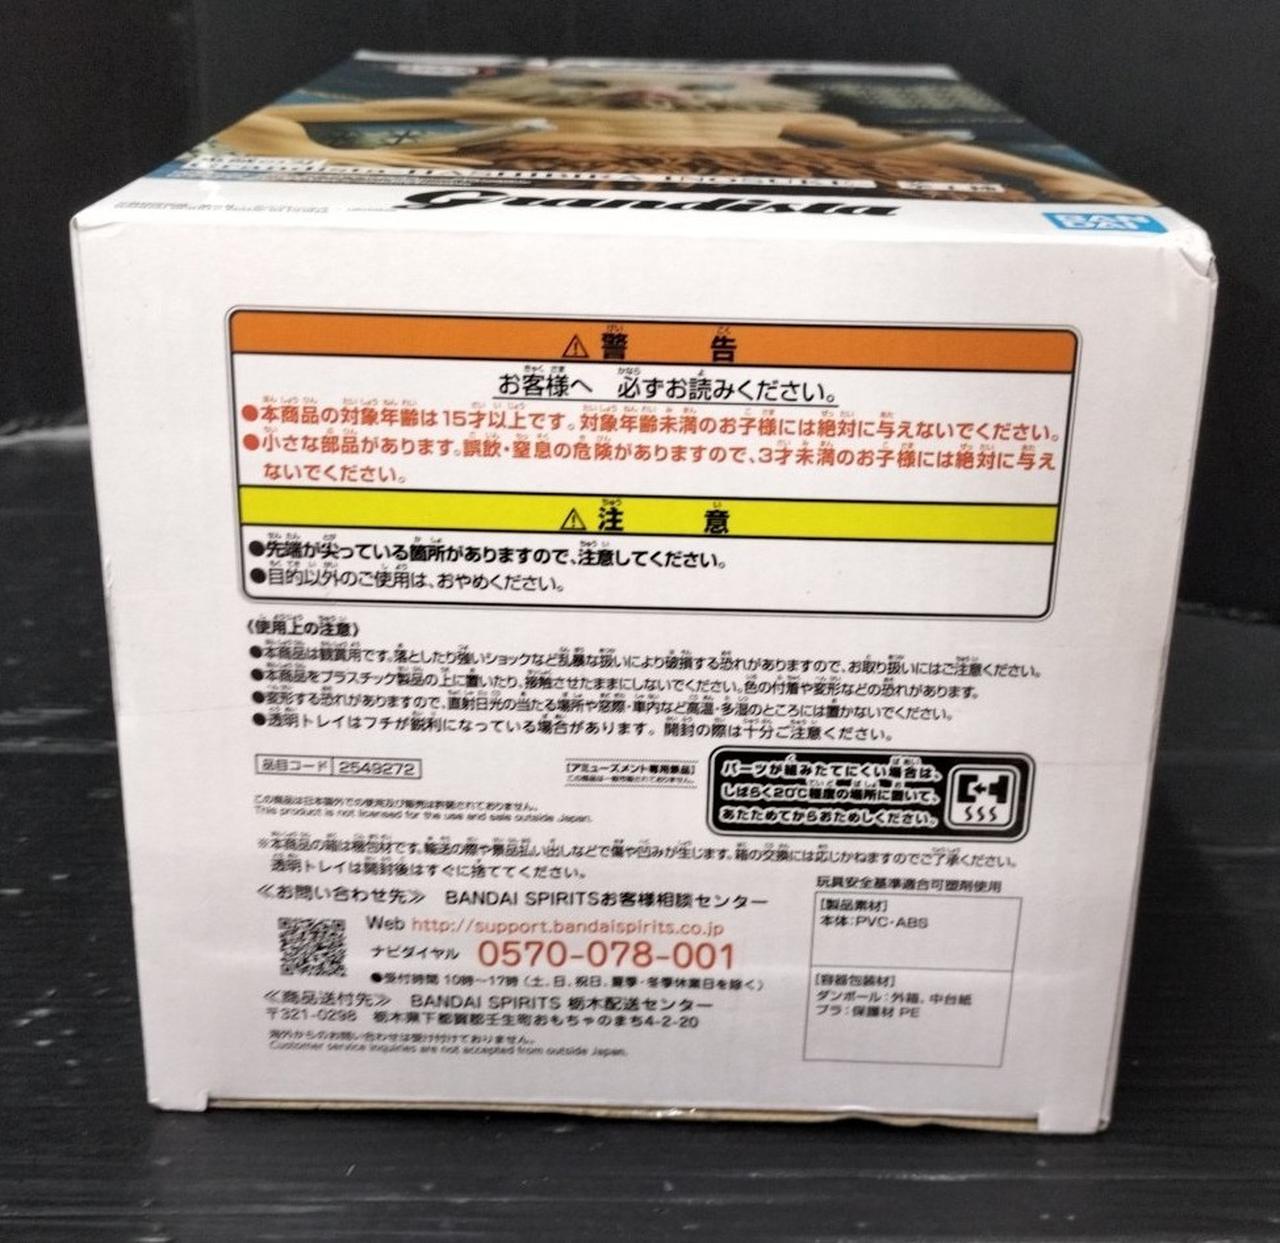 Grandista HASHIBIRA INOSUKE
Grandista
BAN
DAI
⚠警告
お客様へ 必ずお読みください。
●本商品の対象年齢は15才以上です。対象年齢未満のお子様には絶対に与えないでください。
●小さな部品があります。誤飲・窒息の危険がありますので、3才未満のお子様には絶対に与え
ないでください。
⚠注意
●先端が尖っている箇所がありますので、注意してください。
●目的以外のご使用は、おやめください。
《使用上の注意》
●本商品は観賞用です。落としたり強いショックなど乱暴な扱いにより破損する恐れがありますので、お取り扱いにはご注意ください。
●本商品をプラスチック製品の上に置いたり、接触させたままにしないでください。色の付着や変形などの恐れがあります。
●変形する恐れがありますので、直射日光の当たる場所や窓際・車内など高温・多湿のところには置かないでください。
●透明トレイはフチが鋭利になっている場合があります。開封の際は十分ご注意ください。
品目コード 2549272
[アミューズメント専用景品]
この商品は一般市販されておりません。
パーツが組みたてにくい場合は、
しばらく20℃程度の場所に置いて、
あたためてからおためしください。
この商品は日本国外での使用及び販売は許諾されておりません。
This product is not licensed for the use and sale outside Japan.
※本商品の箱は梱包材です。輸送の際や景品払い出しなどで傷や凹みが生じます。箱の交換には応じかねますのでご了承ください。
透明トレイは開封後はすぐに捨ててください。
≪お問い合わせ先≫ BANDAI SPIRITSお客様相談センター
Web http://support.bandaispirits.co.jp
ナビダイヤル 0570-078-001
●受付時間 10時～17時（土、日、祝日、夏季・冬季休業日を除く）
≪商品送付先≫ BANDAI SPIRITS 栃木配送センター
〒321-0298 栃木県下都賀郡壬生町おもちゃのまち4-2-20
海外からのお問い合わせは受け付けておりません。
Customer service inquiries are not accepted from outside Japan.
玩具安全基準適合可塑剤使用
[製品素材]
本体：PVC・ABS
[容器包装材]
ダンボール：外箱、中台紙
プラ：保護材 PE